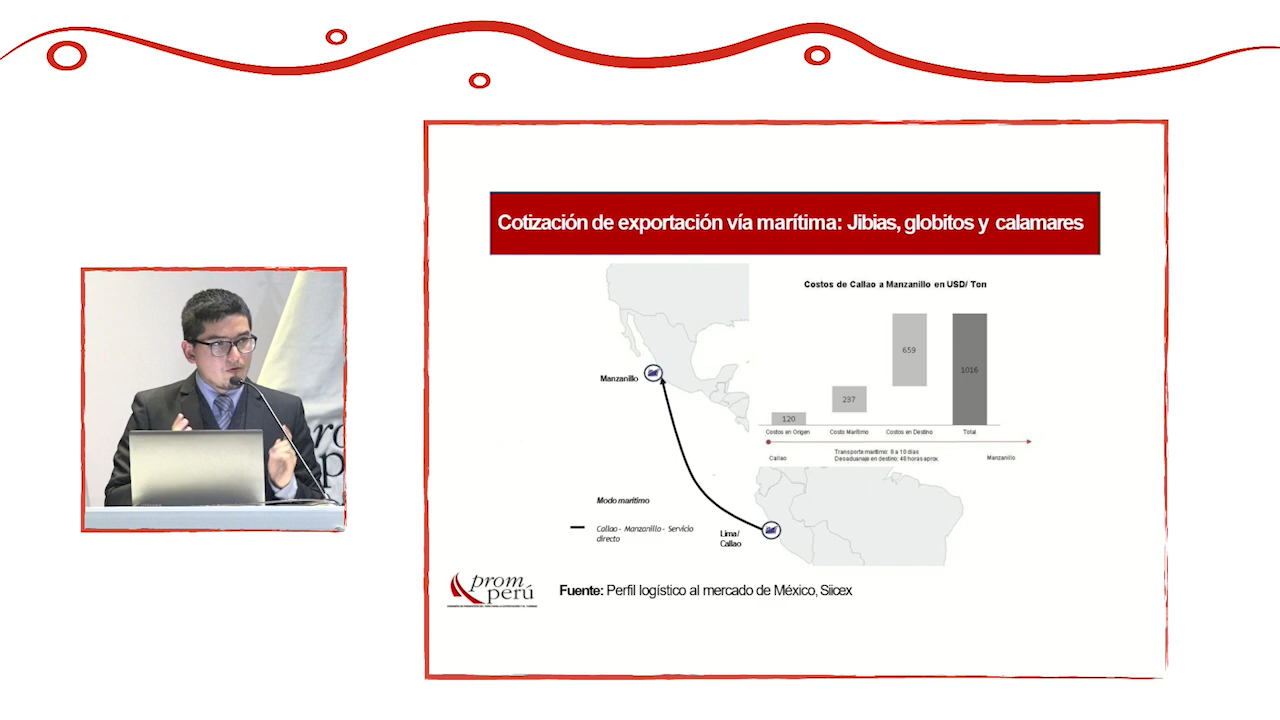 Cotización de exportación vía marítima: Jibias, globitos y calamares
Costos de Callao a Manzanillo en USD/ Ton
659
1016
237
120
Costos en Origen
Costo Marítimo
Costos en Destino
Total
Transporte marítimo: 8 a 10 días
Desaduanaje en destino: 48 horas aprox.
Callao
Manzanillo
Manzanillo
Modo marítimo
Callao - Manzanillo - Servicio
directo
Lima/
Callao
prom
perú
Fuente: Perfil logístico al mercado de México, Siicex